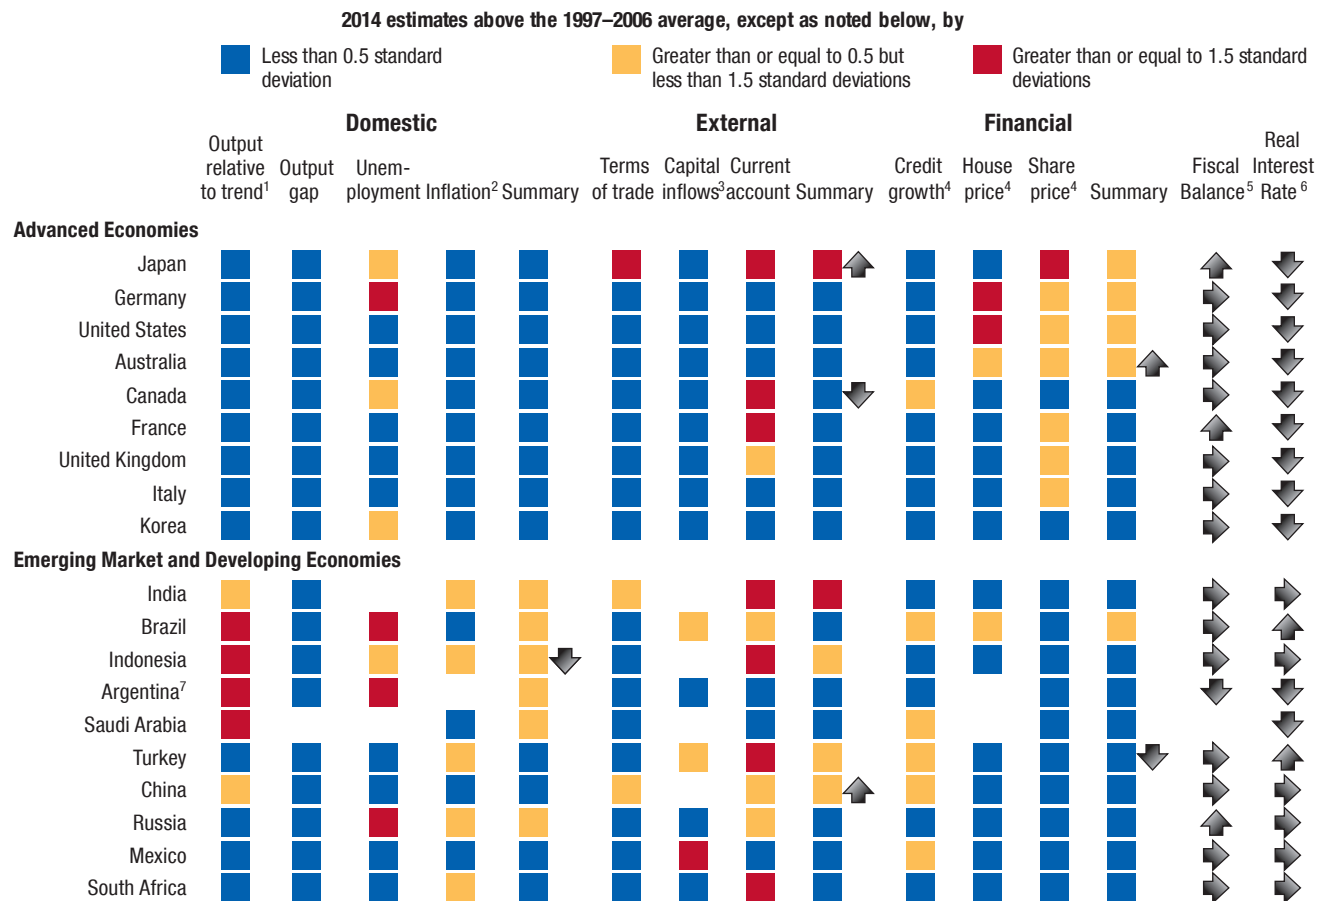 2014 estimates above the 1997–2006 average, except as noted below, by
Less than 0.5 standard
deviation
Greater than or equal to 0.5 but
less than 1.5 standard deviations
Greater than or equal to 1.5 standard
deviations
Domestic
External
Financial
Output
relative
to trend1
Output
gap
Unem-
ployment
Inflation2
Summary
Terms
of trade
Capital
inflows3
Current
account
Summary
Credit
growth4
House
price4
Share
price4
Summary
Fiscal
Balance5
Real
Interest
Rate6
Advanced Economies
Japan
Germany
United States
Australia
Canada
France
United Kingdom
Italy
Korea
Emerging Market and Developing Economies
India
Brazil
Indonesia
Argentina7
Saudi Arabia
Turkey
China
Russia
Mexico
South Africa